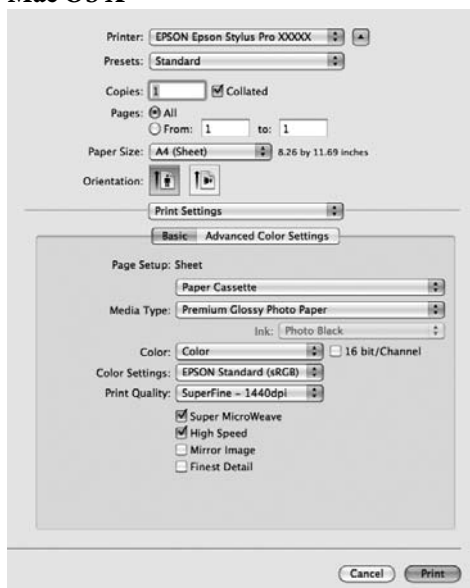 Mac OS X
Printer: EPSON Epson Stylus Pro XXXXX
Presets: Standard
Copies: 1 Collated
Pages: All
From: 1 to: 1
Paper Size: A4 (Sheet) 8.26 by 11.69 inches
Orientation:
Print Settings
Basic Advanced Color Settings
Page Setup: Sheet
Paper Cassette
Media Type: Premium Glossy Photo Paper
Ink: Photo Black
Color: Color 16 bit/Channel
Color Settings: EPSON Standard (sRGB)
Print Quality: SuperFine - 1440dpi
Super MicroWeave
High Speed
Mirror Image
Finest Detail
Cancel Print